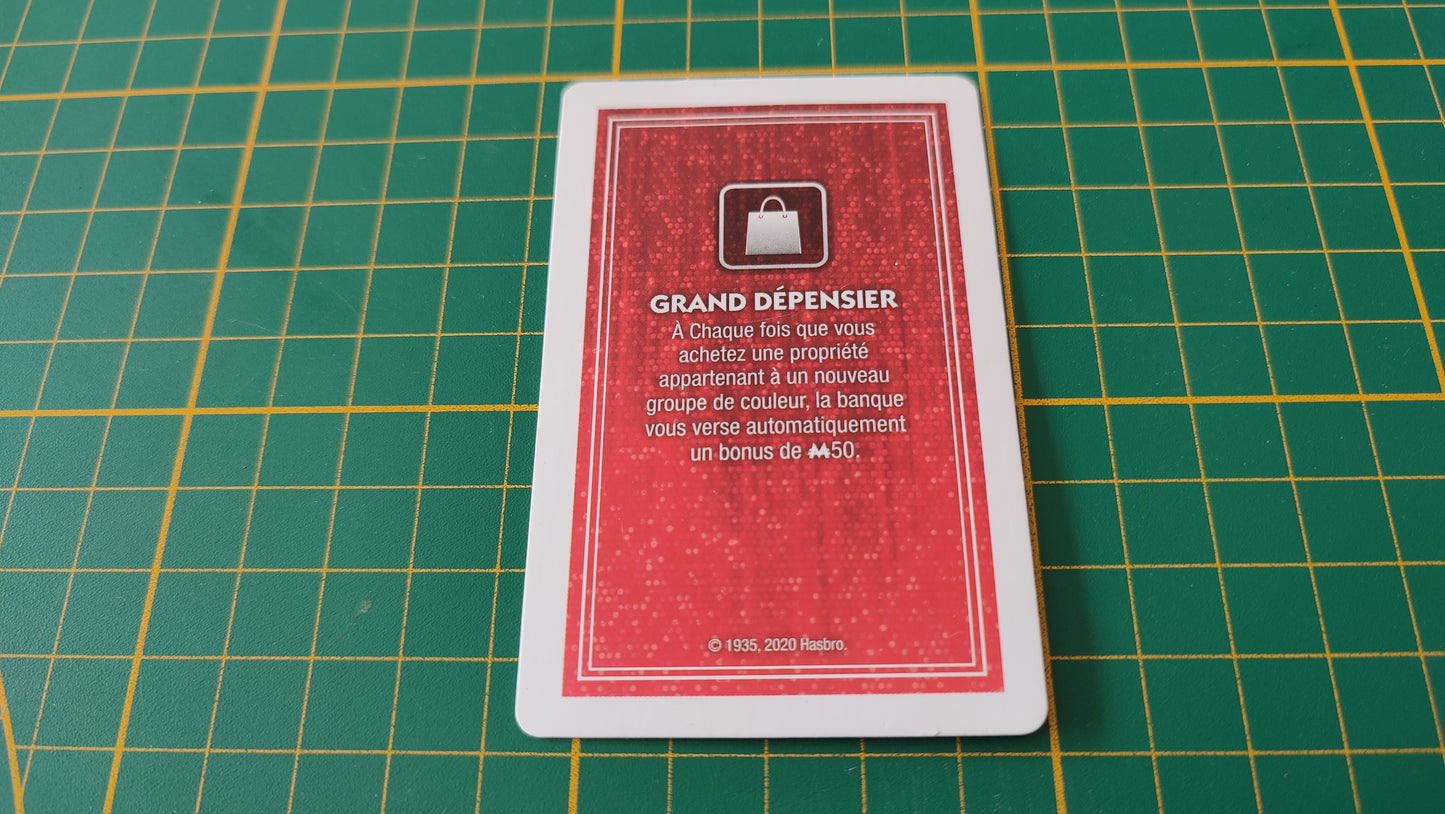 GRAND DÉPENSIER
À Chaque fois que vous
achetez une propriété
appartenant à un nouveau
groupe de couleur, la banque
vous verse automatiquement
un bonus de M50.
© 1935, 2020 Hasbro.